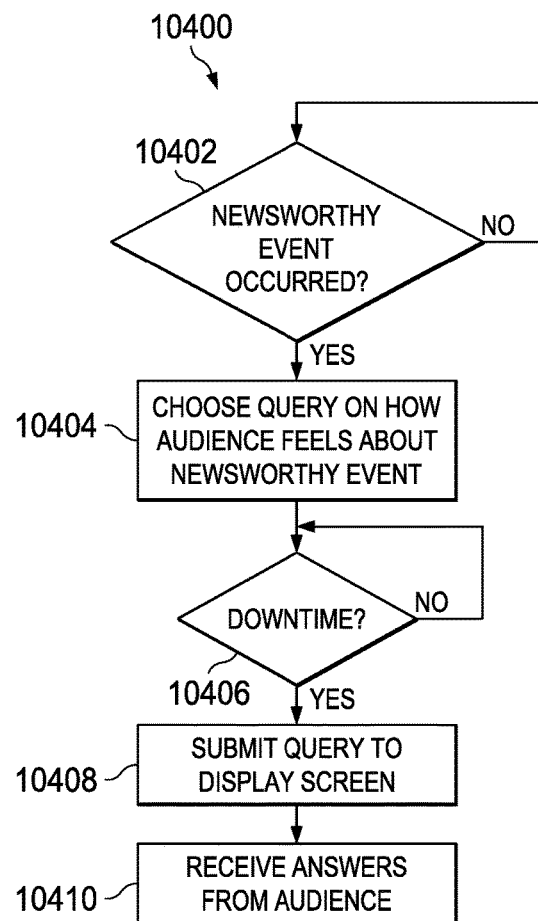 10400
10402
NEWSWORTHY
EVENT
OCCURRED?
NO
YES
10404
CHOOSE QUERY ON HOW
AUDIENCE FEELS ABOUT
NEWSWORTHY EVENT
DOWNTIME?
NO
10406
YES
10408
SUBMIT QUERY TO
DISPLAY SCREEN
10410
RECEIVE ANSWERS
FROM AUDIENCE